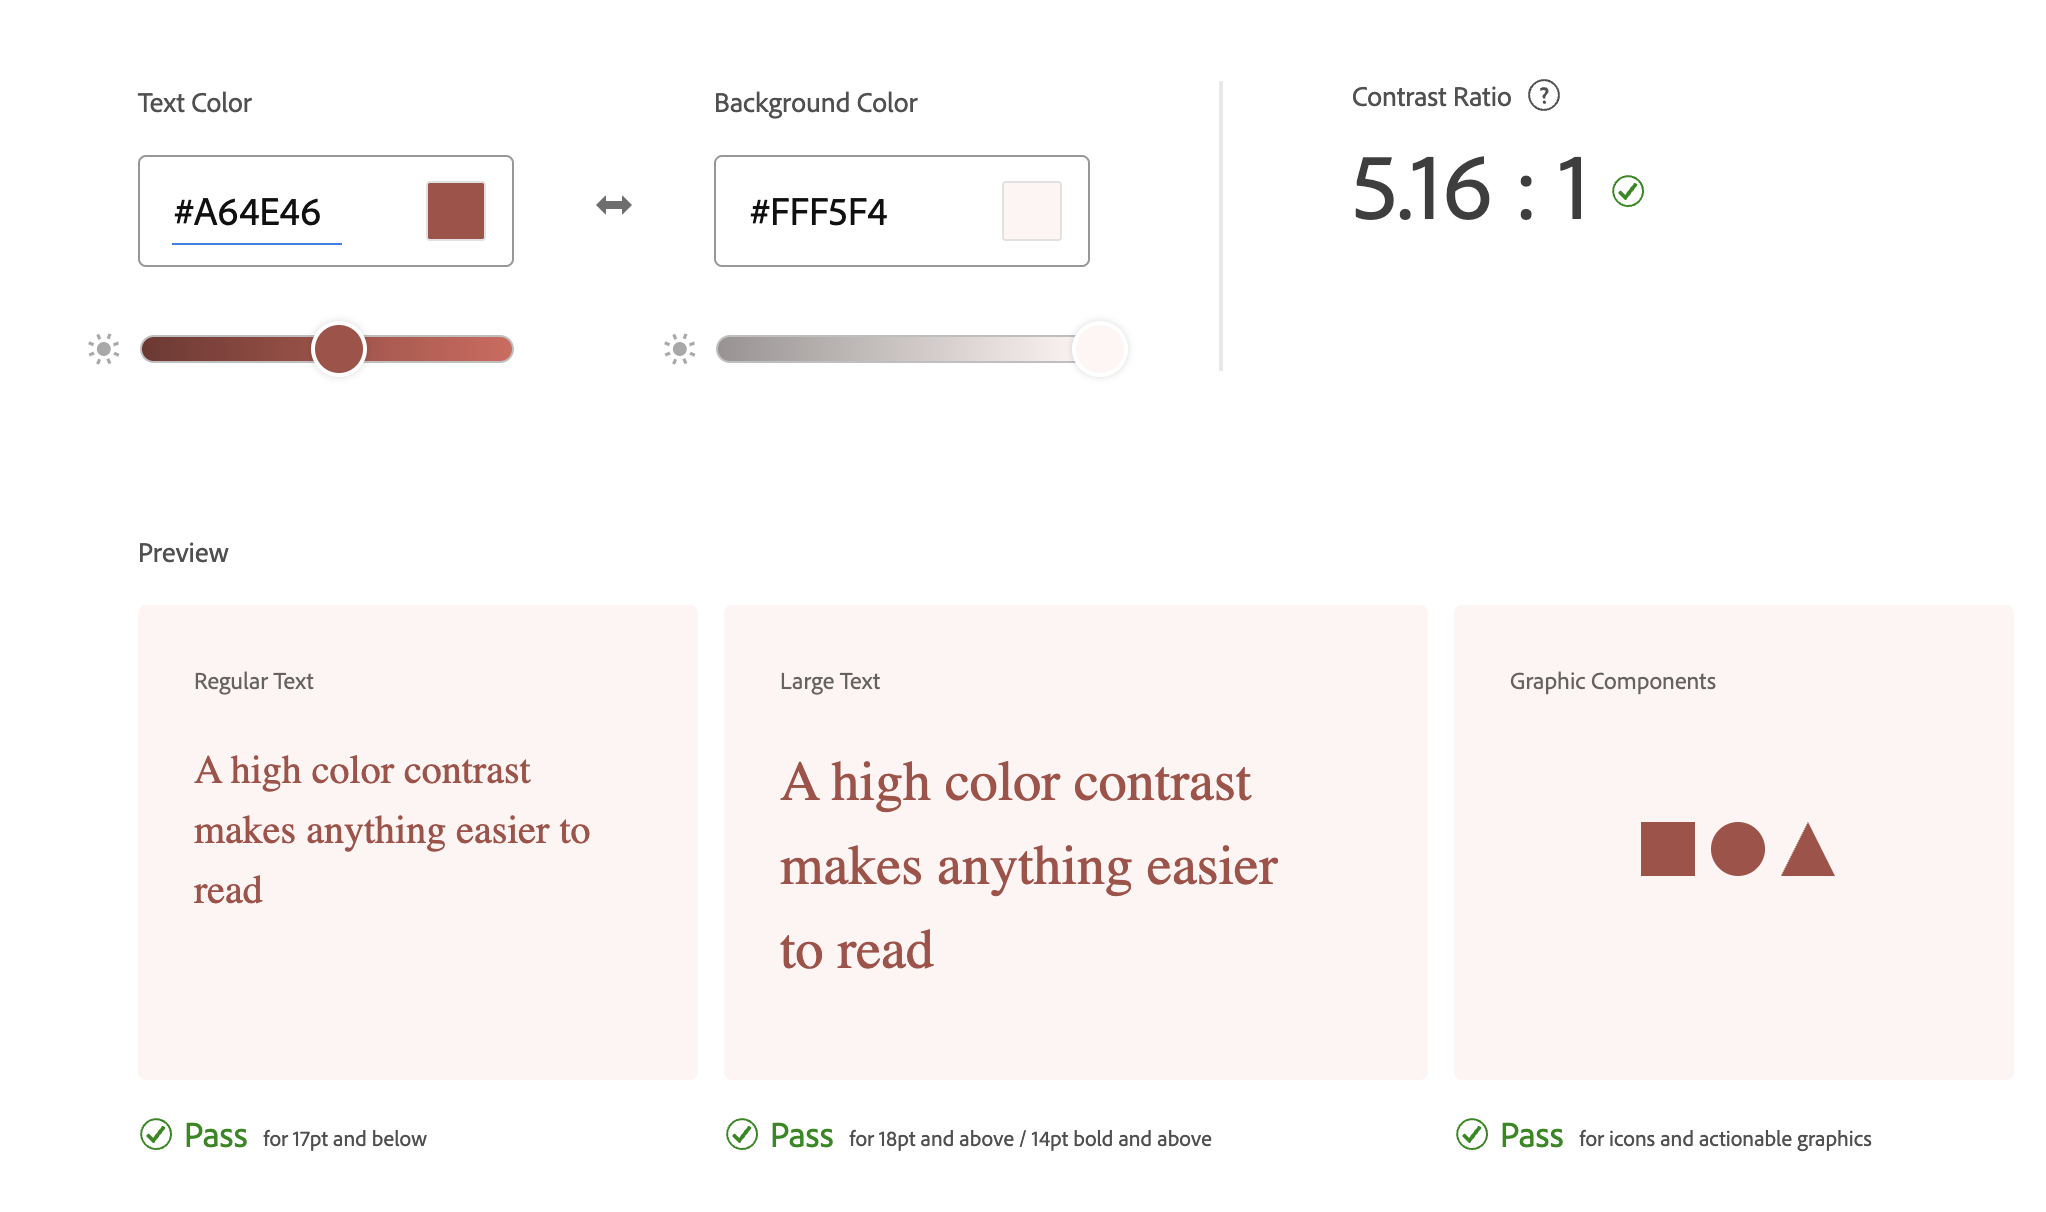 Text Color
#A64E46
Background Color
#FFF5F4
Contrast Ratio ?
5.16 : 1
Preview
Regular Text
A high color contrast
makes anything easier to
read
Pass for 17pt and below
Large Text
A high color contrast
makes anything easier
to read
Pass for 18pt and above / 14pt bold and above
Graphic Components
Pass for icons and actionable graphics